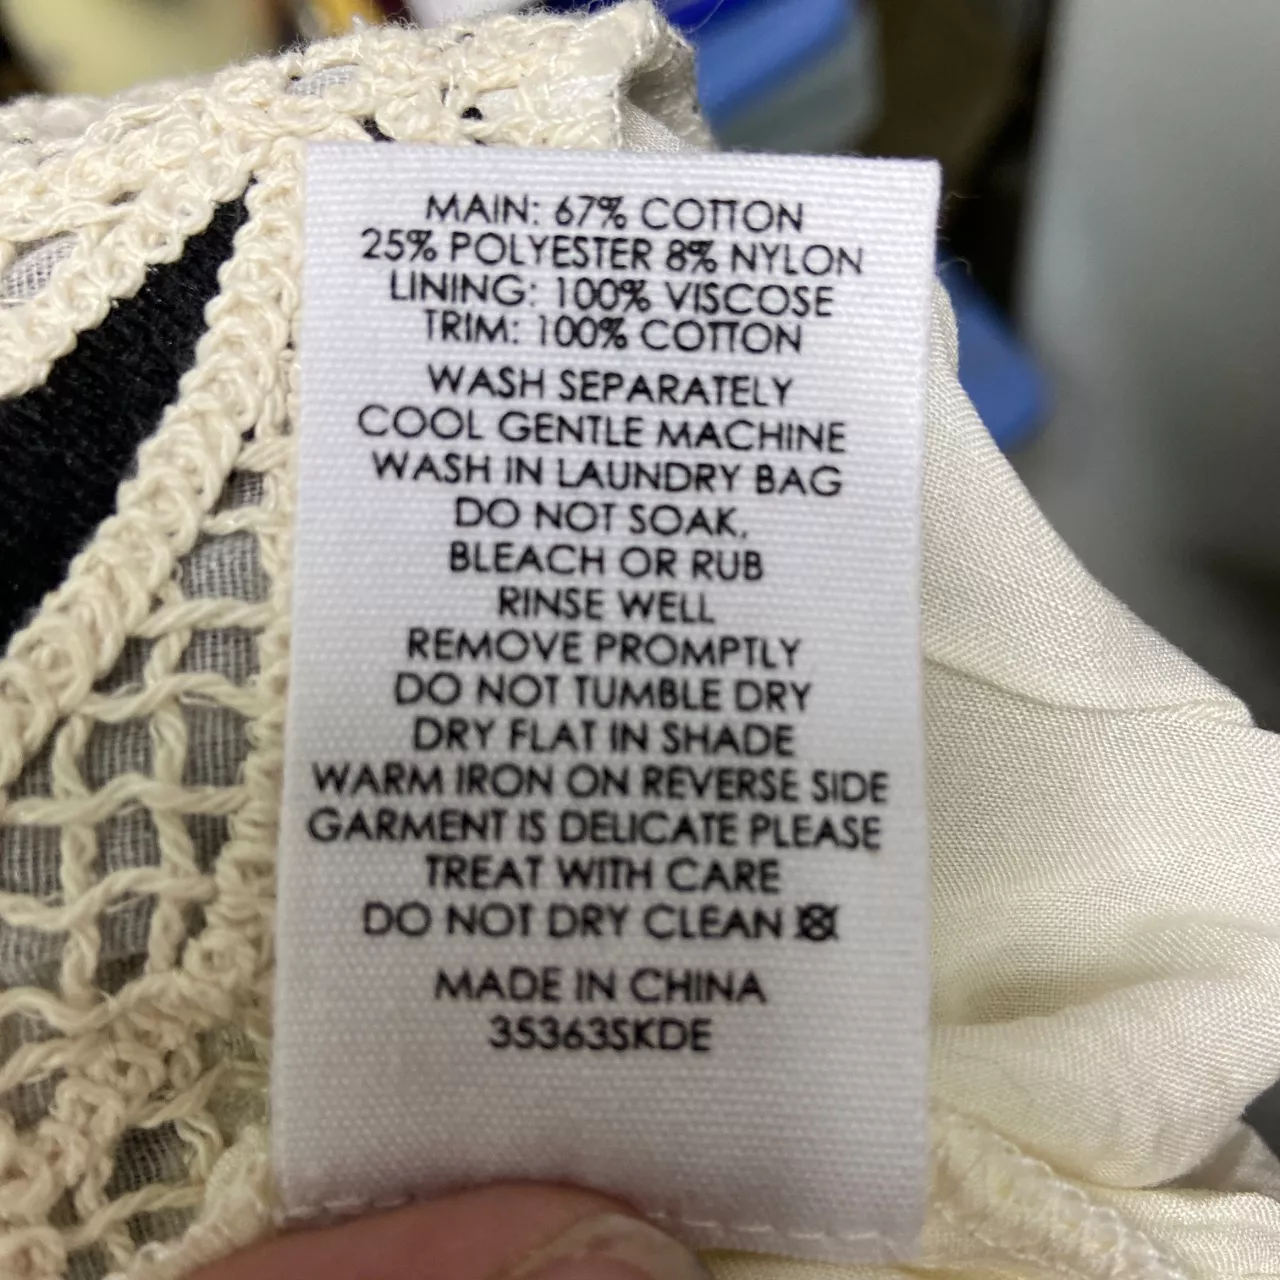 MAIN: 67% COTTON
25% POLYESTER 8% NYLON
LINING: 100% VISCOSE
TRIM: 100% COTTON
WASH SEPARATELY
COOL GENTLE MACHINE
WASH IN LAUNDRY BAG
DO NOT SOAK,
BLEACH OR RUB
RINSE WELL
REMOVE PROMPTLY
DO NOT TUMBLE DRY
DRY FLAT IN SHADE
WARM IRON ON REVERSE SIDE
GARMENT IS DELICATE PLEASE
TREAT WITH CARE
DO NOT DRY CLEAN
MADE IN CHINA
35363SKDE